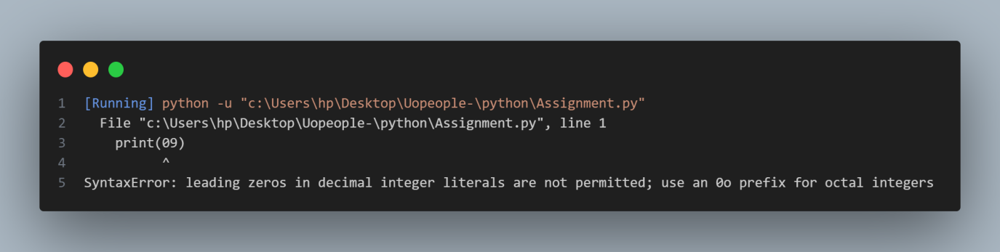 1 [Running] python -u "c:\Users\hp\Desktop\Uopeople-\python\Assignment.py"
2 File "c:\Users\hp\Desktop\Uopeople-\python\Assignment.py", line 1
3 print(09)
4 ^
5 SyntaxError: leading zeros in decimal integer literals are not permitted; use an 0o prefix for octal integers